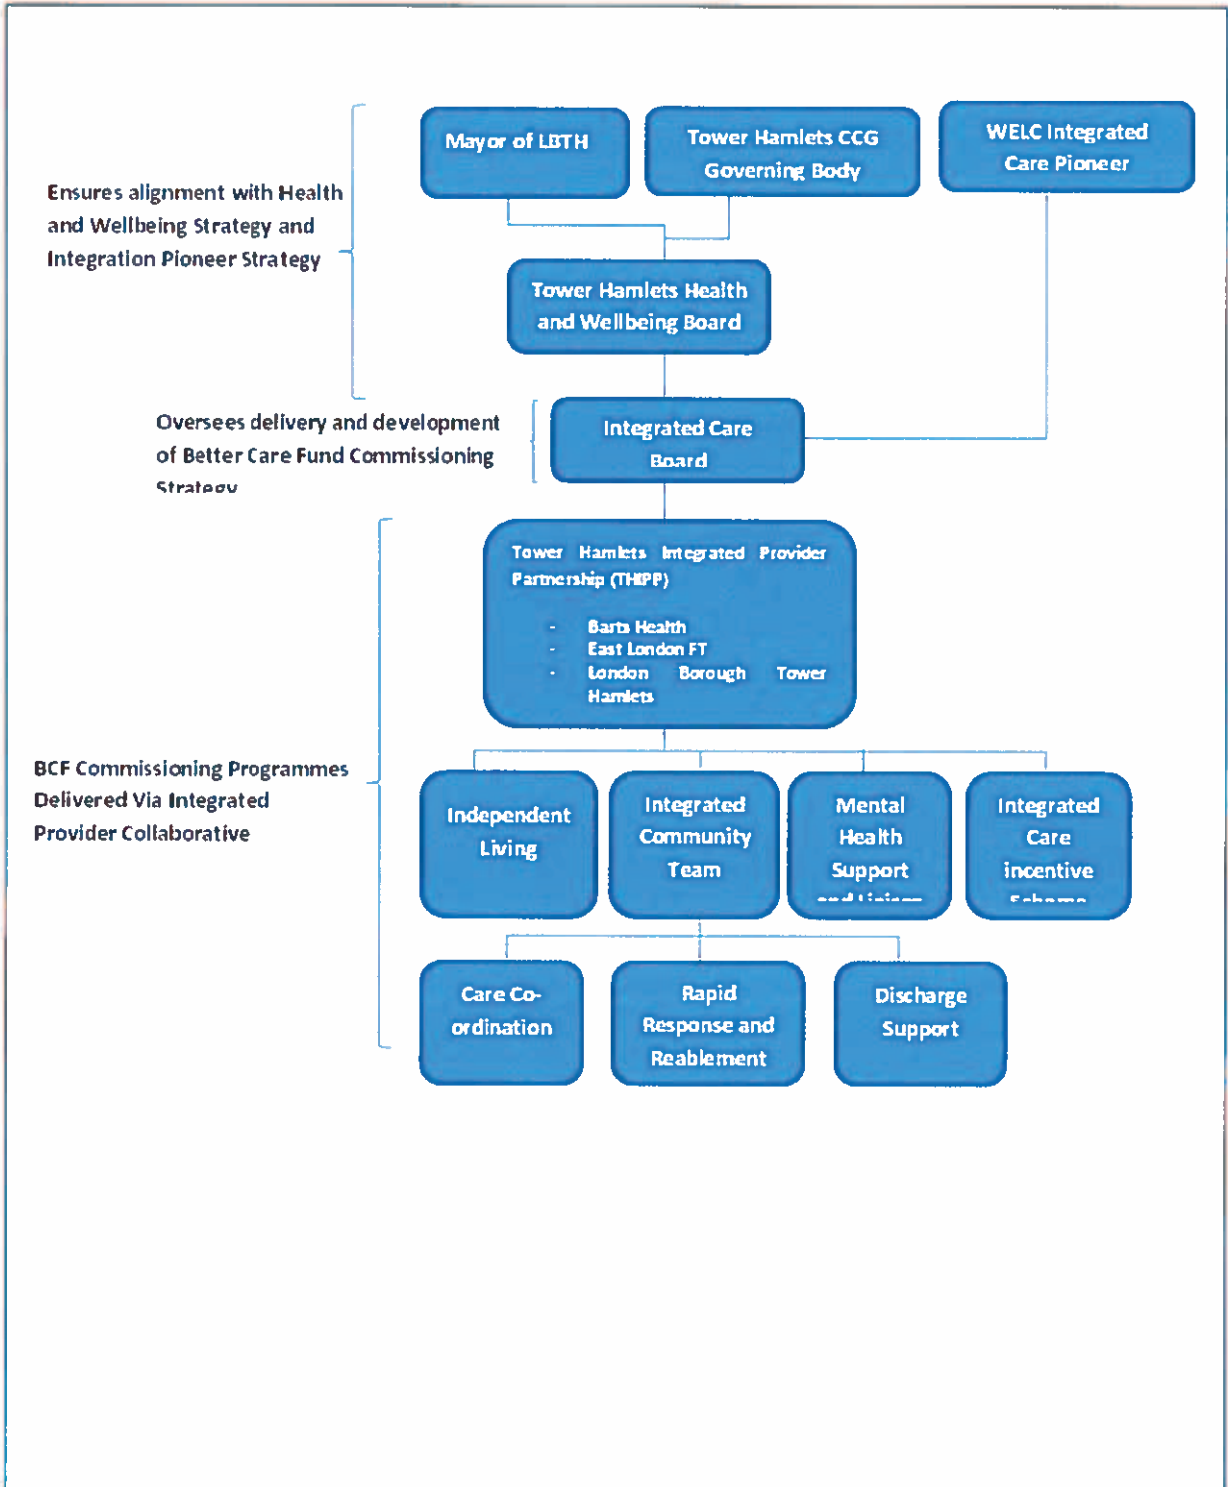 Mayor of LBTH
Tower Hamlets CCG
Governing Body
WELC Integrated
Care Pioneer
Ensures alignment with Health
and Wellbeing Strategy and
Integration Pioneer Strategy
Tower Hamlets Health
and Wellbeing Board
Oversees delivery and development
of Better Care Fund Commissioning
Strategy
Integrated Care
Board
Tower Hamlets Integrated Provider
Partnership (THIPP)
- Barts Health
- East London FT
- London Borough Tower
Hamlets
BCF Commissioning Programmes
Delivered Via Integrated
Provider Collaborative
Independent
Living
Integrated
Community
Team
Mental
Health
Support
and Liaison
Integrated
Care
incentive
Scheme
Care Co-
ordination
Rapid
Response and
Reablement
Discharge
Support